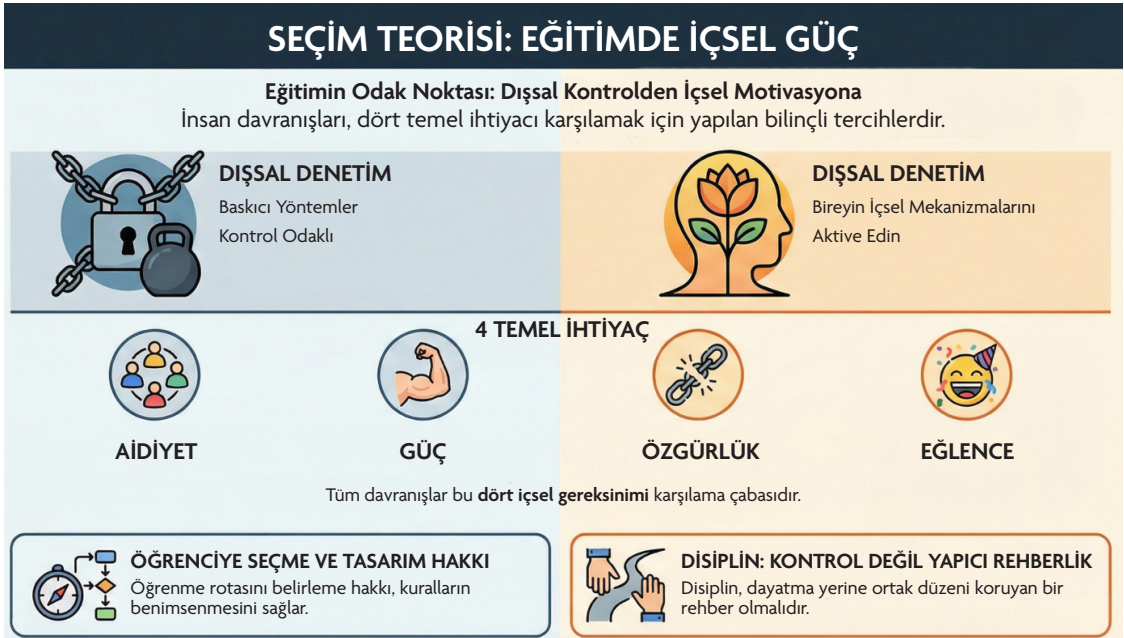 SEÇİM TEORİSİ: EĞİTİMDE İÇSEL GÜÇ
Eğitimin Odak Noktası: Dışsal Kontrolden İçsel Motivasyona
İnsan davranışları, dört temel ihtiyacı karşılamak için yapılan bilinçli tercihlerdir.
DIŞSAL DENETİM
Baskıcı Yöntemler
Kontrol Odaklı
DIŞSAL DENETİM
Bireyin İçsel Mekanizmalarını
Aktive Edin
4 TEMEL İHTİYAÇ
AİDİYET
GÜÇ
ÖZGÜRLÜK
EĞLENCE
Tüm davranışlar bu dört içsel gereksinimi karşılama çabasıdır.
ÖĞRENCİYE SEÇME VE TASARIM HAKKI
Öğrenme rotasını belirleme hakkı, kuralların
benimsenmesini sağlar.
DİSİPLİN: KONTROL DEĞİL YAPICI REHBERLİK
Disiplin, dayatma yerine ortak düzeni koruyan bir
rehber olmalıdır.